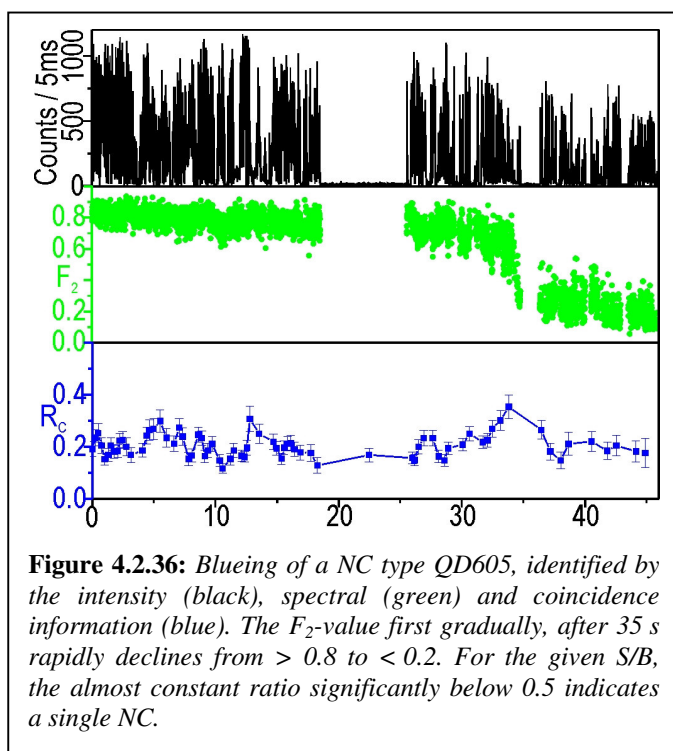 1000
500
0
Counts / 5ms
0.8
0.6
0.2
0.0
F2
0.4
0.2
0.0
Rc
0 10 20 30 40
Figure 4.2.36: Blueing of a NC type QD605, identified by
the intensity (black), spectral (green) and coincidence
information (blue). The F2-value first gradually, after 35 s
rapidly declines from > 0.8 to < 0.2. For the given S/B,
the almost constant ratio significantly below 0.5 indicates
a single NC.